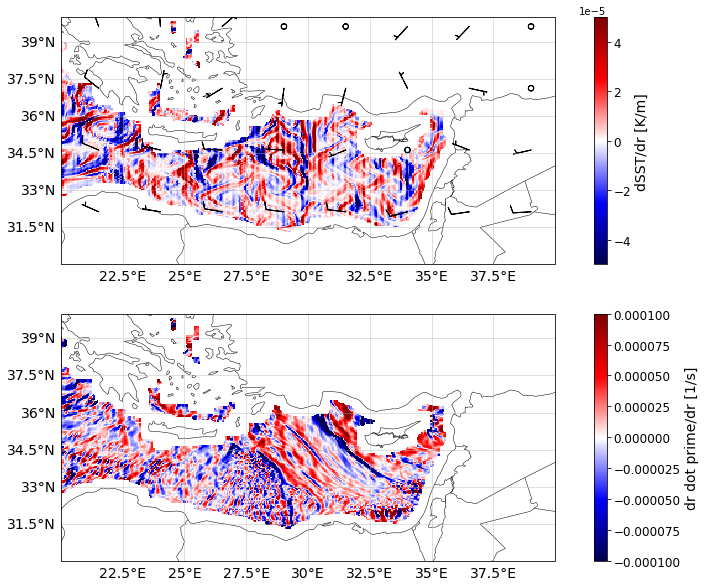 1e−5
39°N
37.5°N
36°N
34.5°N
33°N
31.5°N
22.5°E
25°E
27.5°E
30°E
32.5°E
35°E
37.5°E
4
2
0
−2
−4
dSST/dr [K/m]
39°N
37.5°N
36°N
34.5°N
33°N
31.5°N
22.5°E
25°E
27.5°E
30°E
32.5°E
35°E
37.5°E
0.000100
0.000075
0.000050
0.000025
0.000000
−0.000025
−0.000050
−0.000075
−0.000100
dr dot prime/dr [1/s]